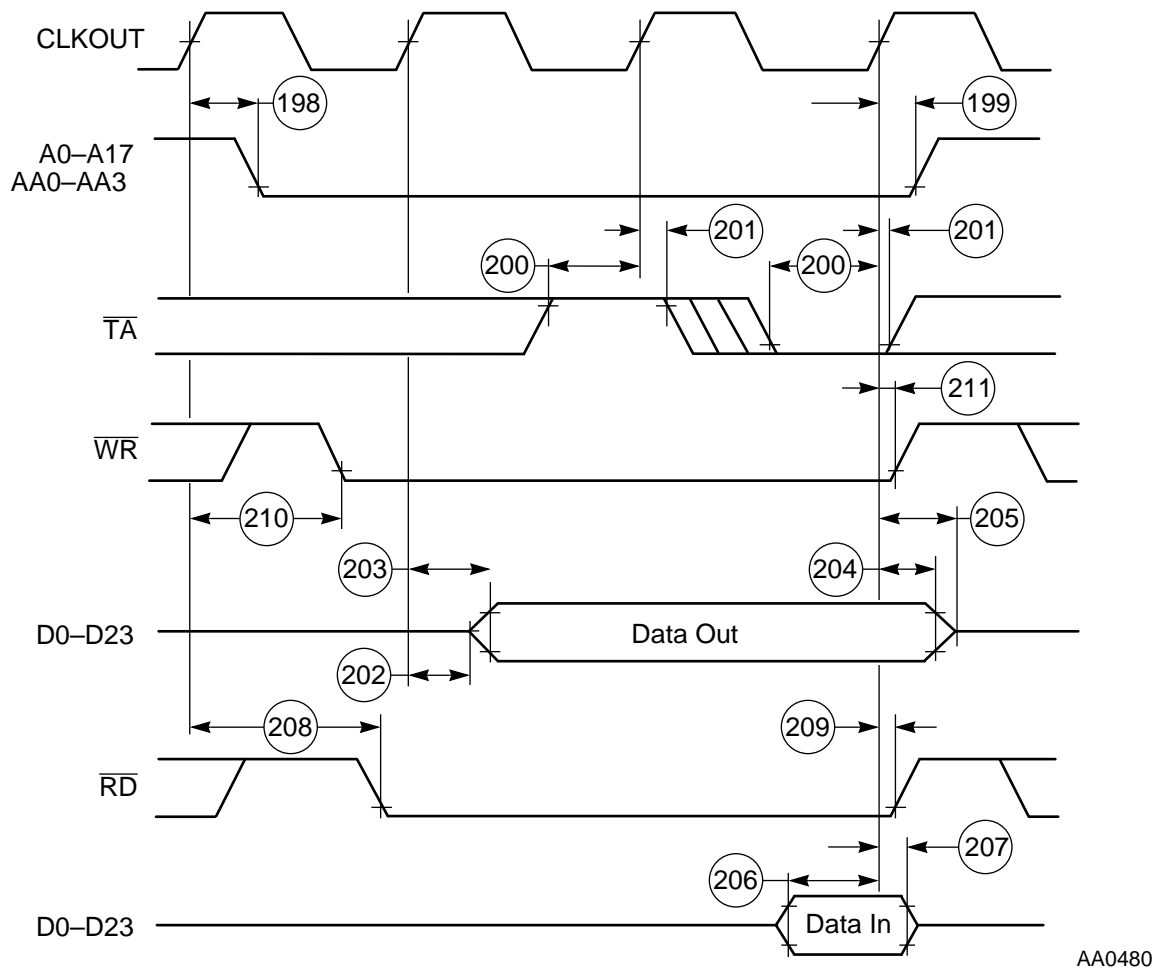 CLKOUT
198
199
A0–A17
AA0–AA3
201
201
200
200
TA
211
WR
210
205
203
204
D0–D23
Data Out
202
208
209
RD
207
206
D0–D23
Data In
AA0480